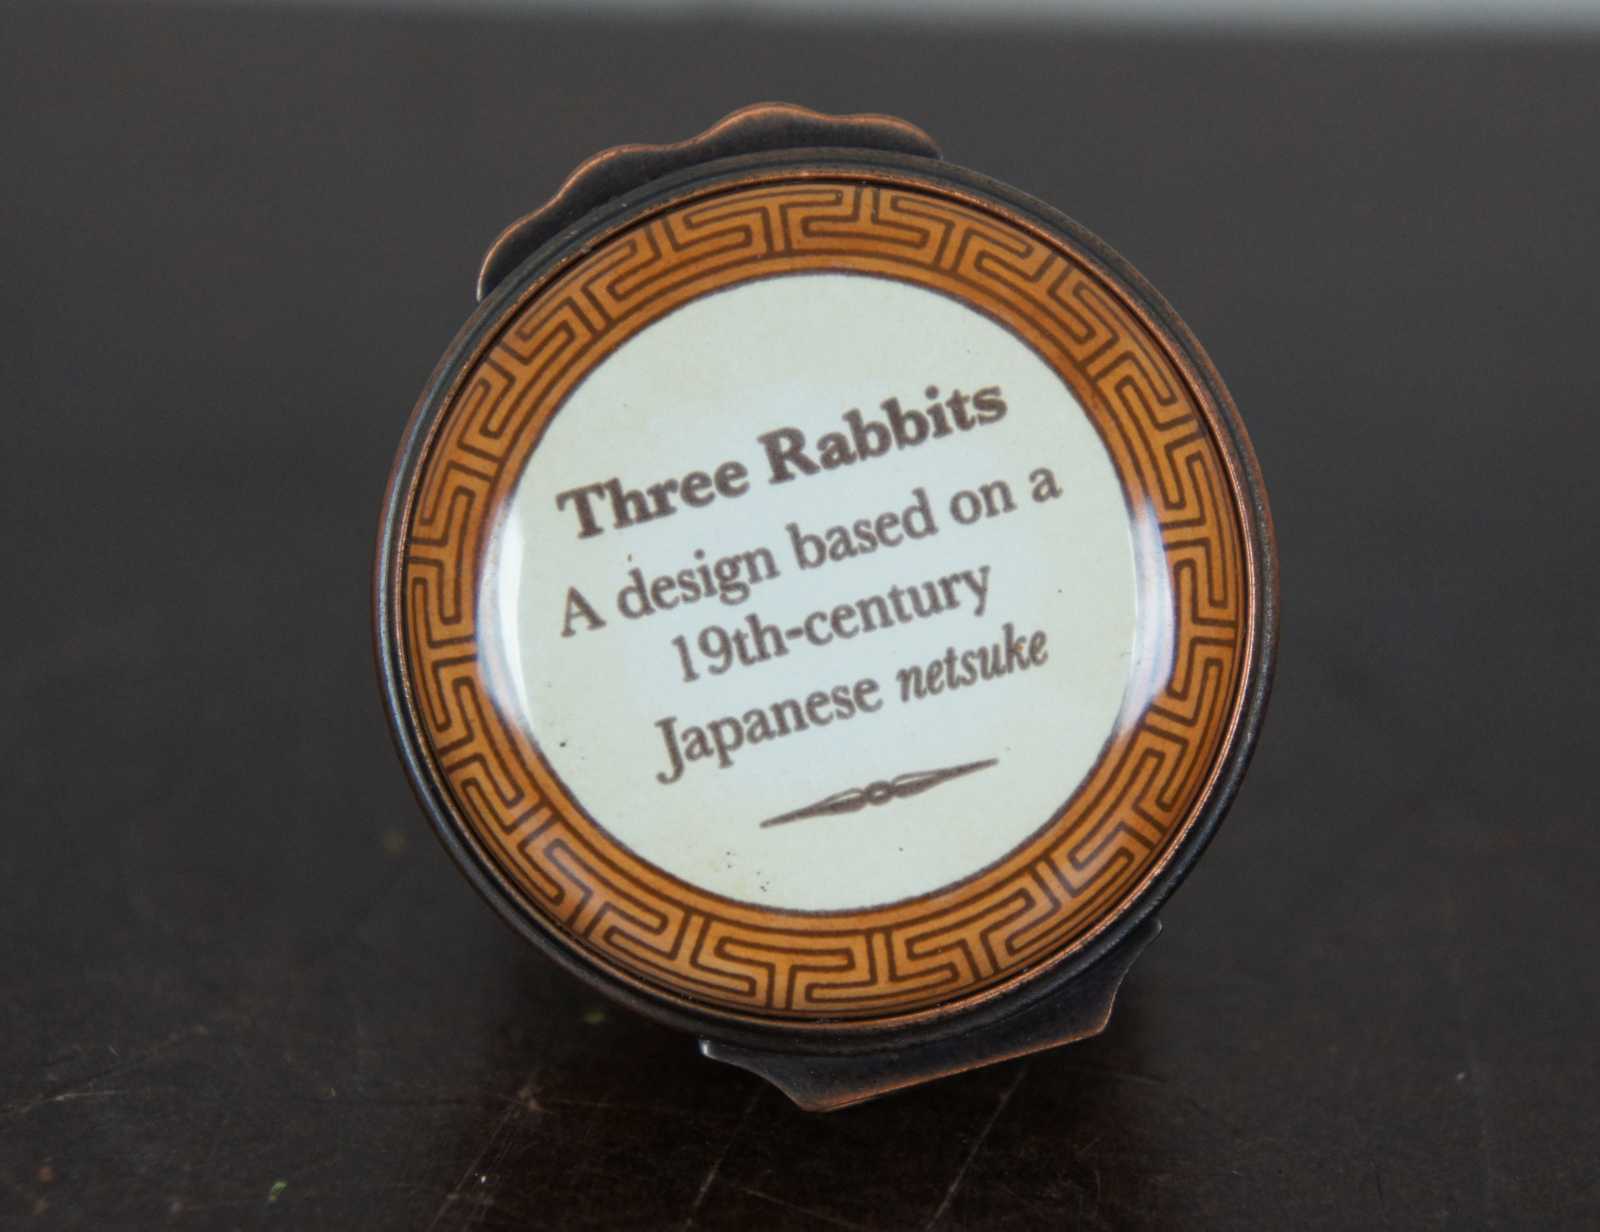 Three Rabbits
A design based on a
19th-century
Japanese netsuke